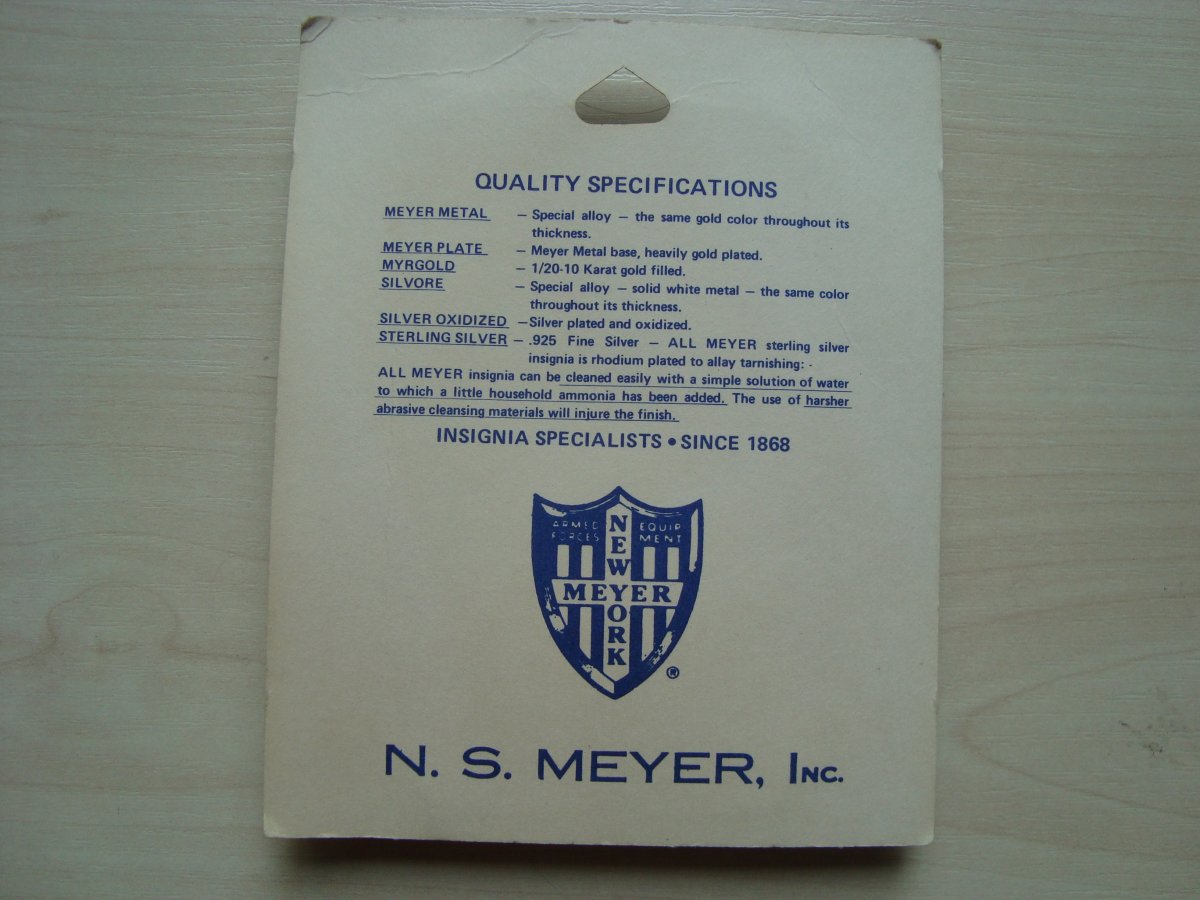 QUALITY SPECIFICATIONS
MEYER METAL — Special alloy — the same gold color throughout its
thickness.
MEYER PLATE — Meyer Metal base, heavily gold plated.
MYRGOLD — 1/20-10 Karat gold filled.
SILVORE — Special alloy — solid white metal — the same color
throughout its thickness.
SILVER OXIDIZED —Silver plated and oxidized.
STERLING SILVER — .925 Fine Silver — ALL MEYER sterling silver
insignia is rhodium plated to allay tarnishing: -
ALL MEYER insignia can be cleaned easily with a simple solution of water
to which a little household ammonia has been added. The use of harsher
abrasive cleansing materials will injure the finish.
INSIGNIA SPECIALISTS • SINCE 1868
ARMED FORCES
EQUIPMENT
NEW YORK
MEYER
®
N. S. MEYER, INC.